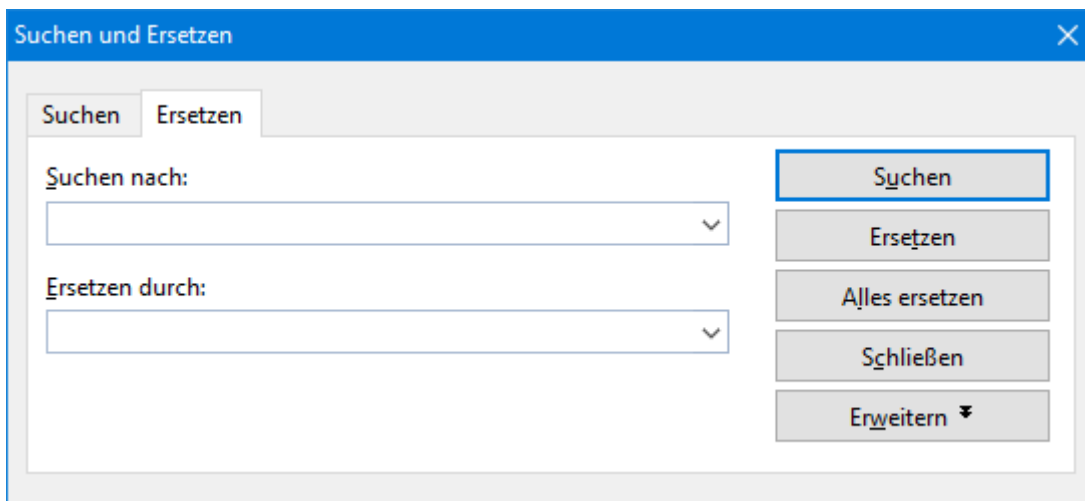 Suchen und Ersetzen
Suchen
Ersetzen
Suchen nach:
Ersetzen durch:
Suchen
Ersetzen
Alles ersetzen
Schließen
Erweitern